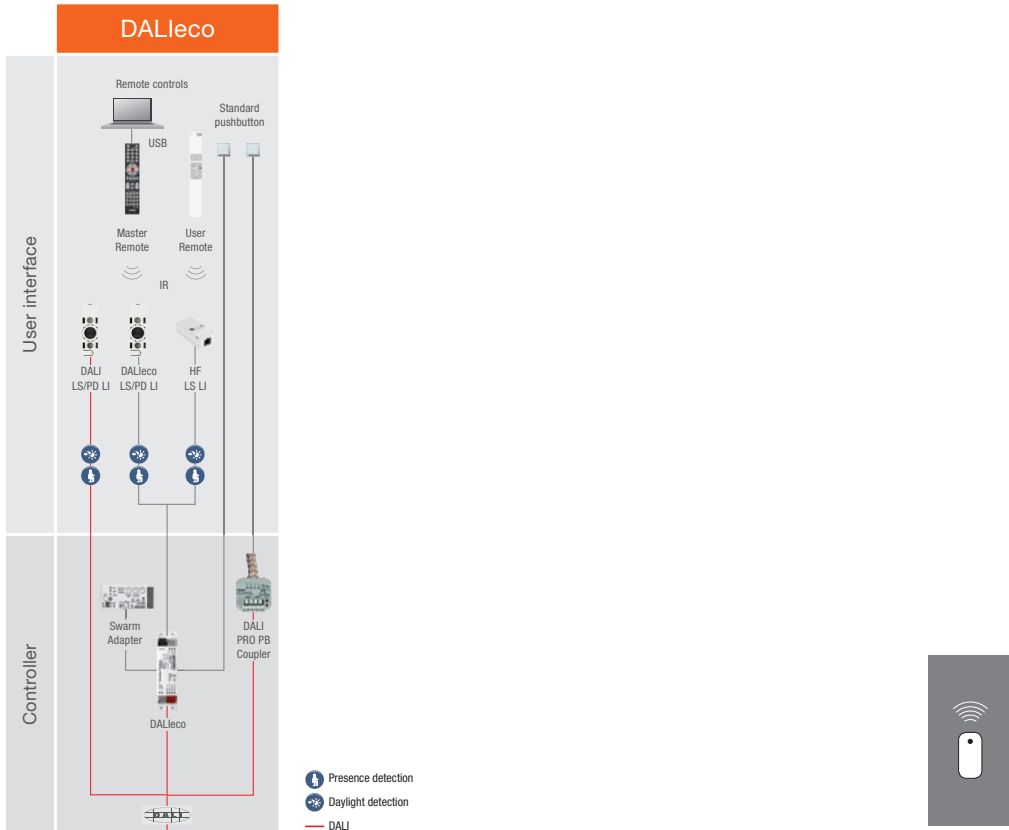 DALIeco
Remote controls
Standard
pushbutton
USB
Master
Remote
User
Remote
IR
User interface
DALI
LS/PD LI
DALIeco
LS/PD LI
HF
LS LI
Swarm
Adapter
DALI
PRO PB
Coupler
Controller
DALIeco
DALI
Presence detection
Daylight detection
DALI